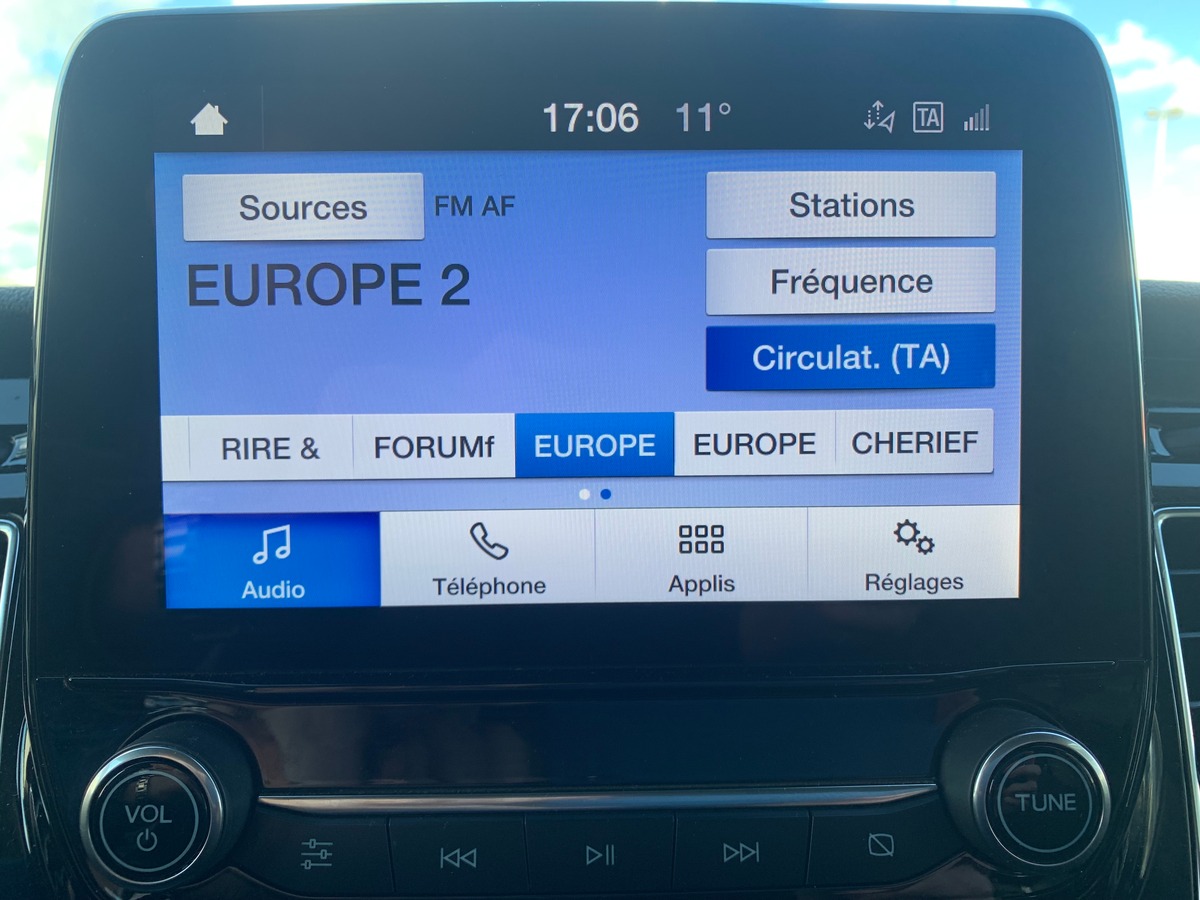 17:06 11°
TA
Sources FM AF
Stations
EUROPE 2
Fréquence
Circulat. (TA)
RIRE & FORUMf EUROPE EUROPE CHERIEF
Audio Téléphone Applis Réglages
VOL
TUNE